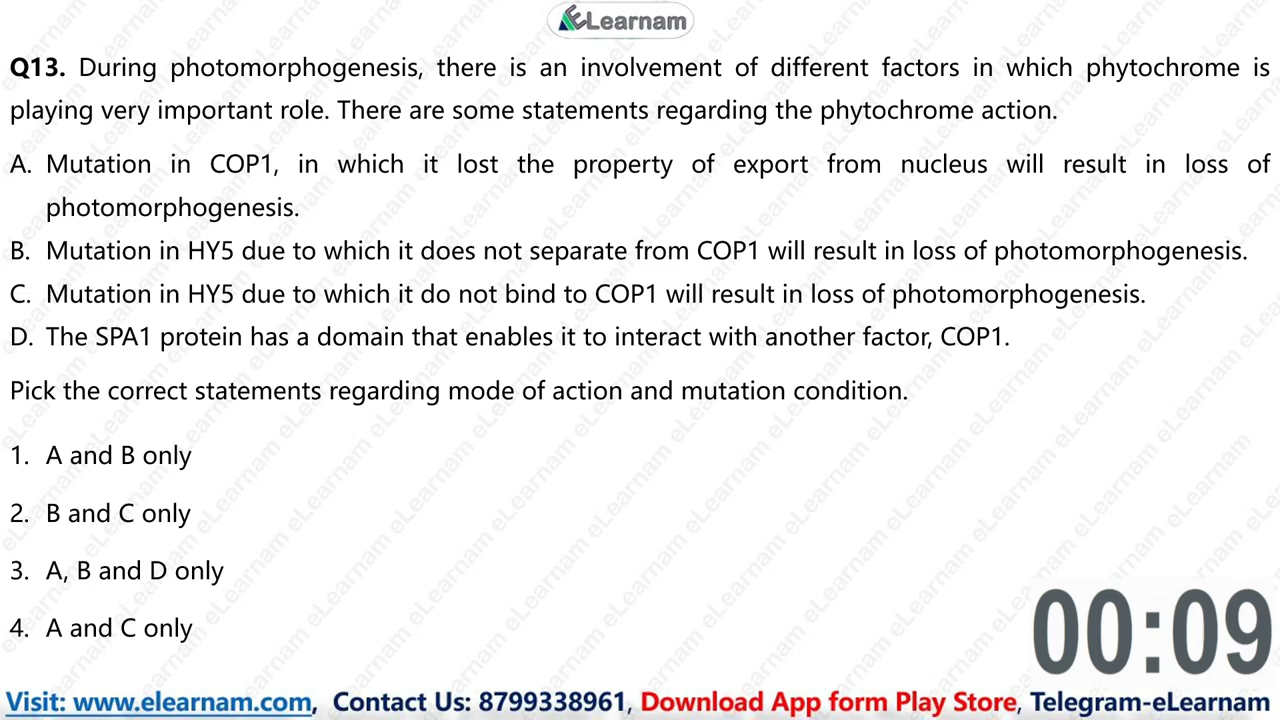 eLearnam
Q13. During photomorphogenesis, there is an involvement of different factors in which phytochrome is
playing very important role. There are some statements regarding the phytochrome action.
A. Mutation in COP1, in which it lost the property of export from nucleus will result in loss of
photomorphogenesis.
B. Mutation in HY5 due to which it does not separate from COP1 will result in loss of photomorphogenesis.
C. Mutation in HY5 due to which it do not bind to COP1 will result in loss of photomorphogenesis.
D. The SPA1 protein has a domain that enables it to interact with another factor, COP1.
Pick the correct statements regarding mode of action and mutation condition.
1. A and B only
2. B and C only
3. A, B and D only
4. A and C only
00:09
Visit: www.elearnam.com, Contact Us: 8799338961, Download App form Play Store, Telegram-eLearnam